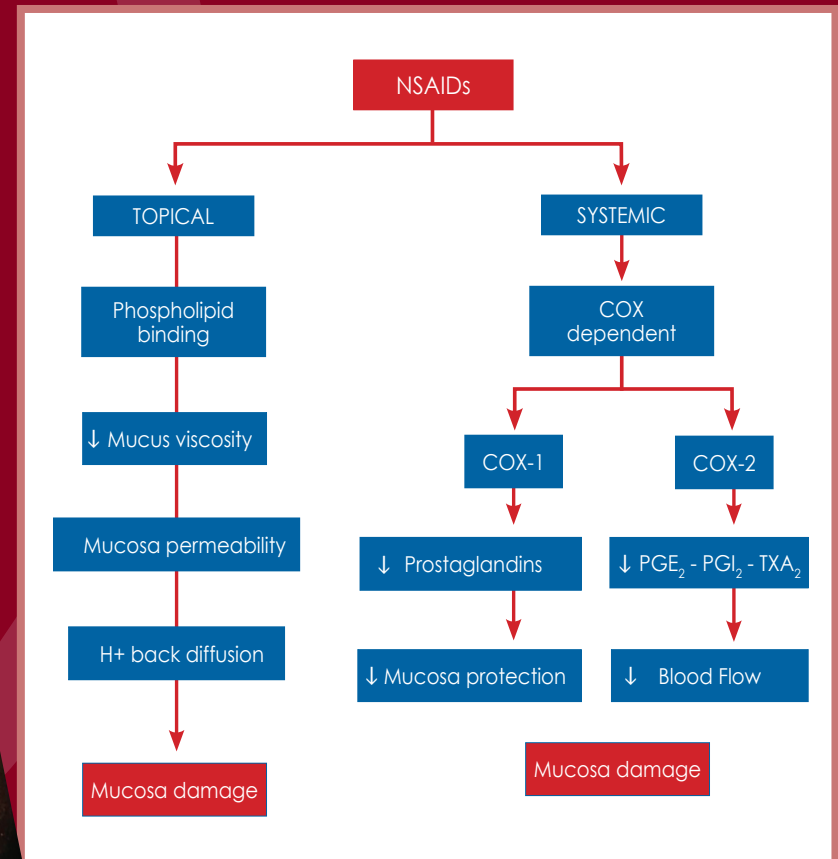 NSAIDs
TOPICAL
SYSTEMIC
Phospholipid
binding
COX
dependent
↓ Mucus viscosity
COX-1
COX-2
Mucosa permeability
↓ Prostaglandins
↓ PGE₂ - PGI₂ - TXA₂
H+ back diffusion
↓ Mucosa protection
↓ Blood Flow
Mucosa damage
Mucosa damage